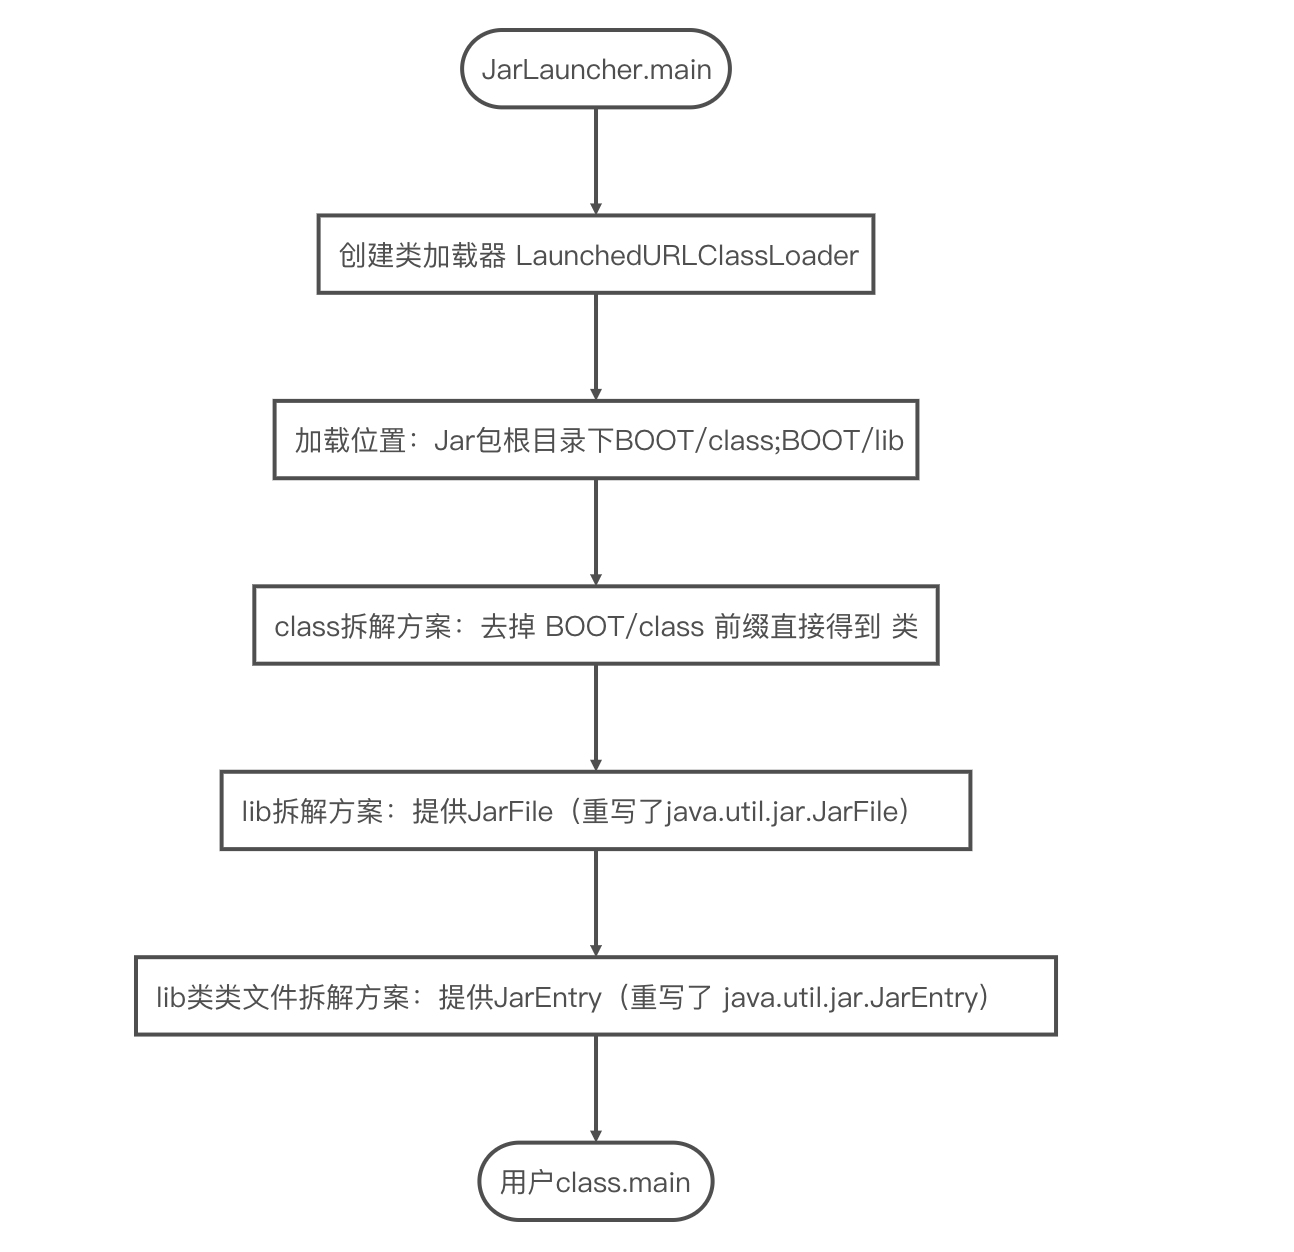 JarLauncher.main
创建类加载器 LaunchedURLClassLoader
加载位置：Jar包根目录下BOOT/class;BOOT/lib
class拆解方案：去掉 BOOT/class 前缀直接得到 类
lib拆解方案：提供JarFile（重写了java.util.jar.JarFile）
lib类类文件拆解方案：提供JarEntry（重写了 java.util.jar.JarEntry）
用户class.main